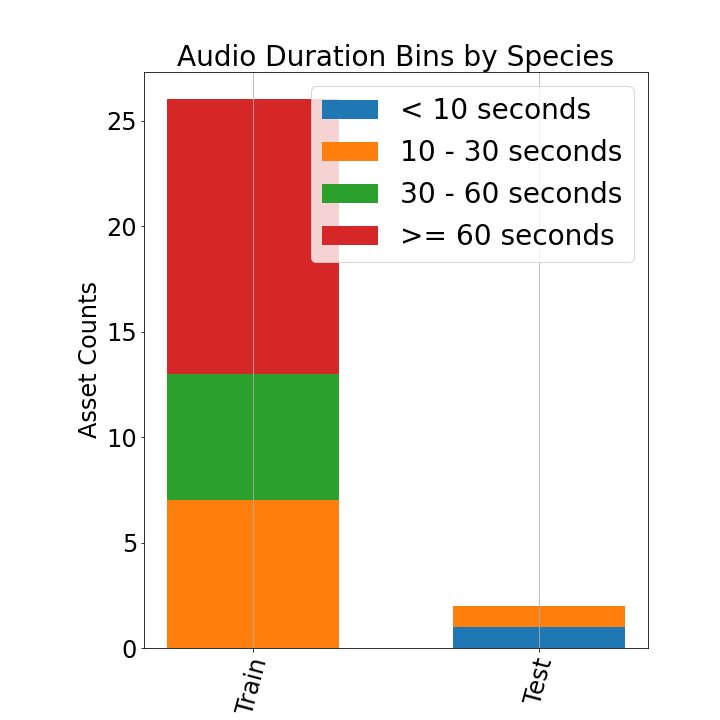 Audio Duration Bins by Species
< 10 seconds
10 - 30 seconds
30 - 60 seconds
>= 60 seconds
Asset Counts
25
20
15
10
5
0
Train
Test